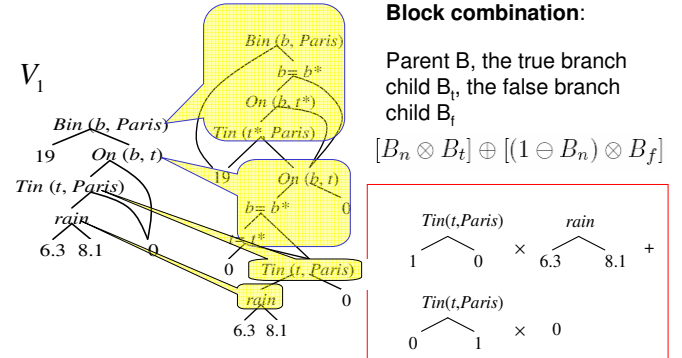 Block combination:
Parent B, the true branch
child Bt, the false branch
child Bf
[Bn ⊗ Bt] ⊕ [(1 ⊖ Bn) ⊗ Bf]
V1
Bin (b, Paris)
b= b*
On (b, t*)
Tin (t*, Paris)
19
On (b, t)
b= b*
0
t= t*
0
Tin (t, Paris)
rain
0
6.3 8.1
Bin (b, Paris)
19
On (b, t)
Tin (t, Paris)
rain
6.3 8.1
0
Tin(t,Paris)
rain
1 0 × 6.3 8.1 +
Tin(t,Paris)
0 1 × 0